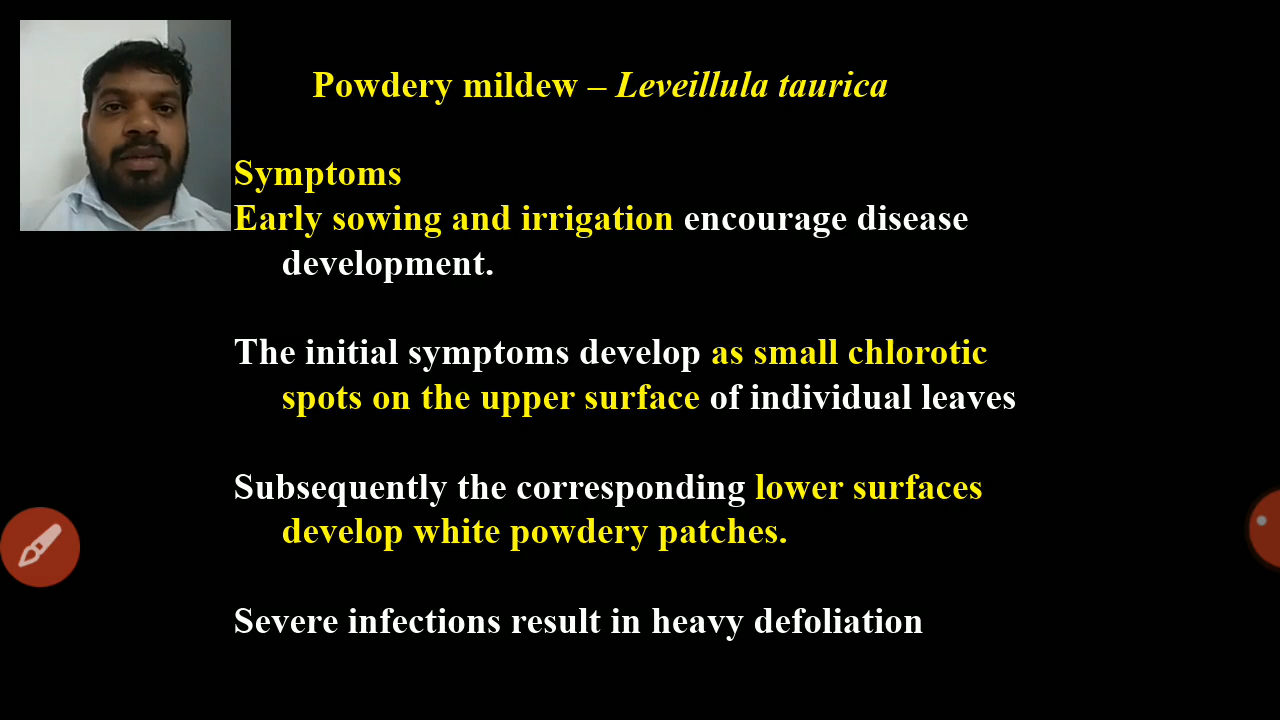 Powdery mildew – Leveillula taurica
Symptoms
Early sowing and irrigation encourage disease
development.
The initial symptoms develop as small chlorotic
spots on the upper surface of individual leaves
Subsequently the corresponding lower surfaces
develop white powdery patches.
Severe infections result in heavy defoliation